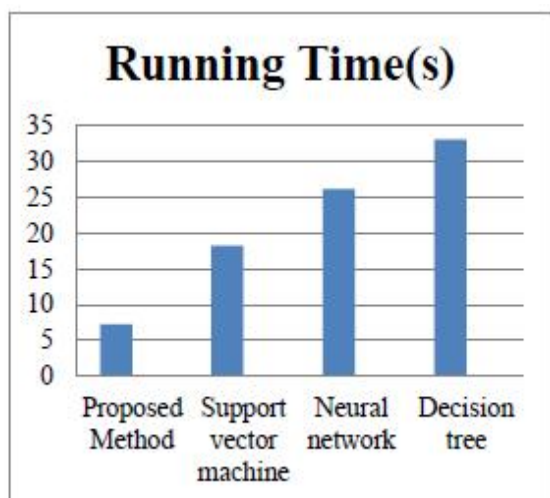 Running Time(s)
35
30
25
20
15
10
5
0
Proposed Method
Support vector machine
Neural network
Decision tree